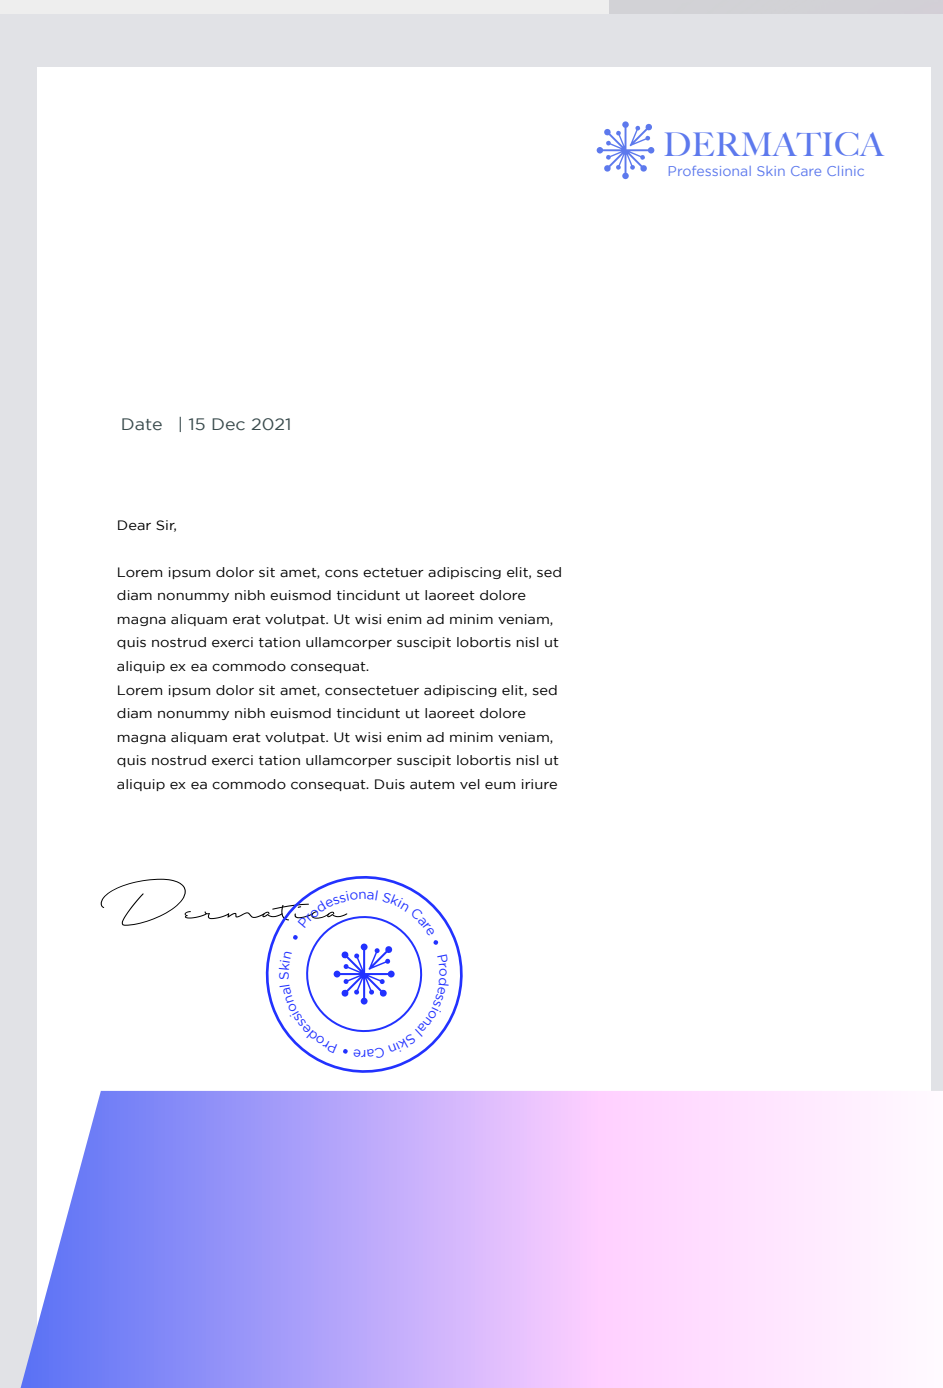 DERMATICA
Professional Skin Care Clinic
Date | 15 Dec 2021
Dear Sir,
Lorem ipsum dolor sit amet, cons ectetuer adipiscing elit, sed
diam nonummy nibh euismod tincidunt ut laoreet dolore
magna aliquam erat volutpat. Ut wisi enim ad minim veniam,
quis nostrud exerci tation ullamcorper suscipit lobortis nisl ut
aliquip ex ea commodo consequat.
Lorem ipsum dolor sit amet, consectetuer adipiscing elit, sed
diam nonummy nibh euismod tincidunt ut laoreet dolore
magna aliquam erat volutpat. Ut wisi enim ad minim veniam,
quis nostrud exerci tation ullamcorper suscipit lobortis nisl ut
aliquip ex ea commodo consequat. Duis autem vel eum iriure
Dermatica
• Prodessional Skin Care • Prodessional Skin Care • Prodessional Skin